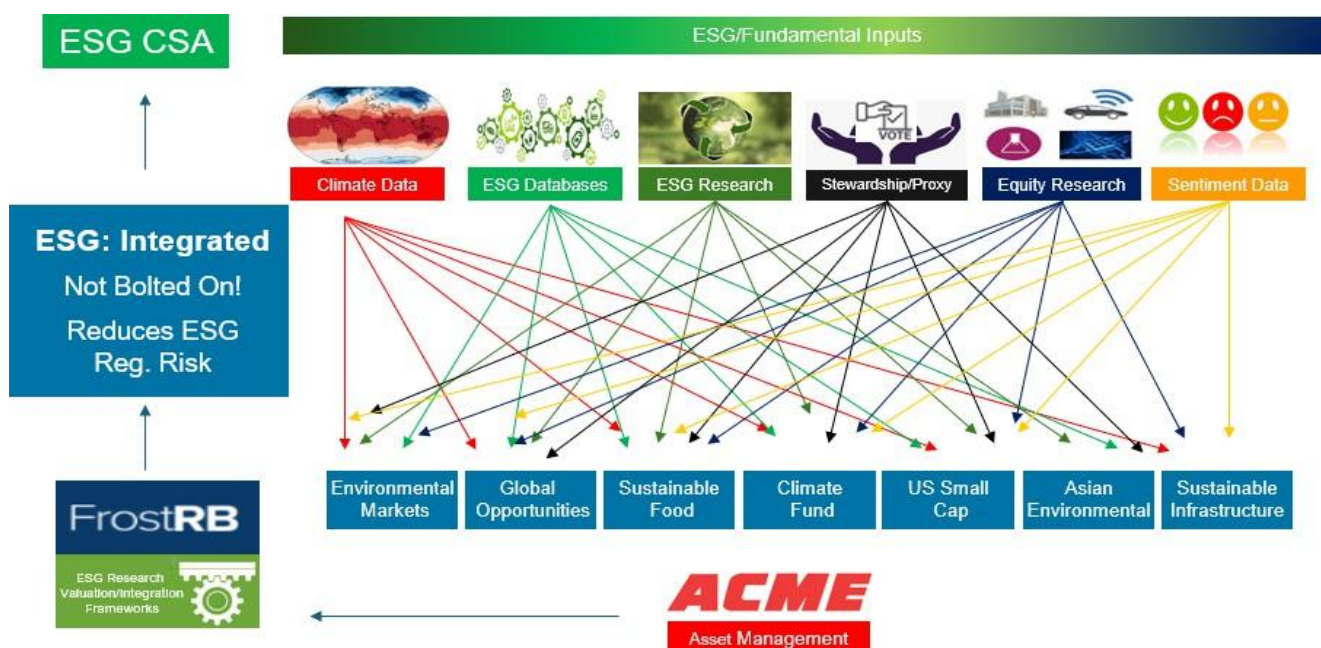 ESG CSA
ESG/Fundamental Inputs
VOTE
Climate Data
ESG Databases
ESG Research
Stewardship/Proxy
Equity Research
Sentiment Data
ESG: Integrated
Not Bolted On!
Reduces ESG
Reg. Risk
Environmental
Markets
Global
Opportunities
Sustainable
Food
Climate
Fund
US Small
Cap
Asian
Environmental
Sustainable
Infrastructure
FrostRB
ESG Research
Valuation/Integration
Frameworks
ACME
Asset Management